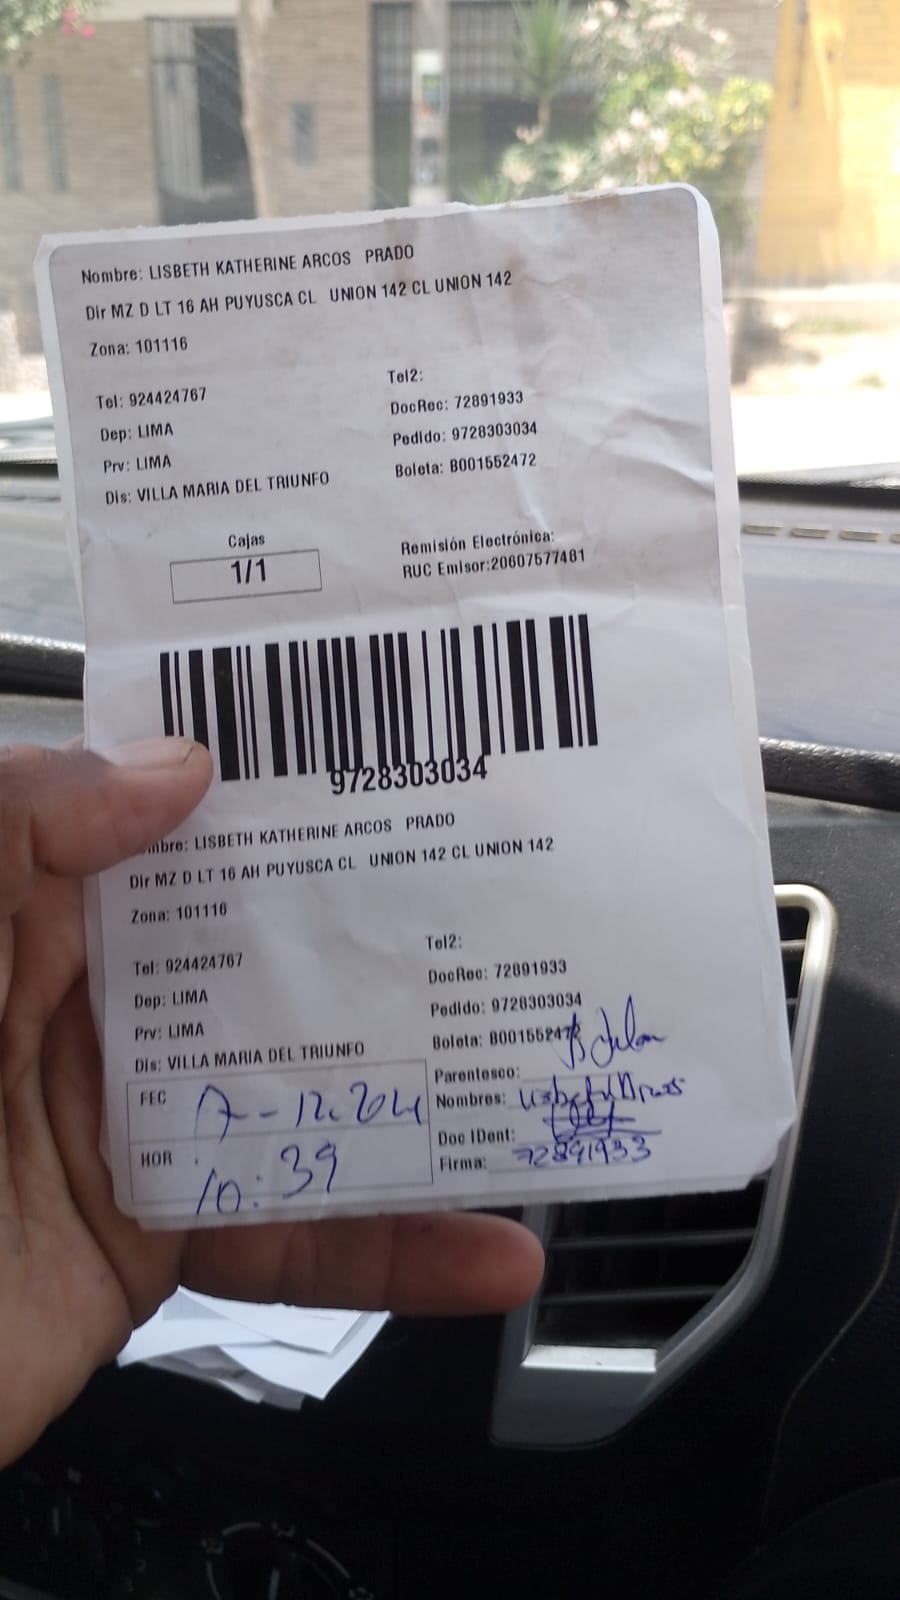 Nombre: LISBETH KATHERINE ARCOS PRADO
Dir MZ D LT 16 AH PUYUSCA CL UNION 142 CL UNION 142
Zona: 101116
Tel2:
Tel: 924424767
DocRec: 72891933
Dep: LIMA
Pedido: 9728303034
Prv: LIMA
Boleta: B001552472
Dis: VILLA MARIA DEL TRIUNFO
Cajas
1/1
Remisión Electrónica:
RUC Emisor:20607577481
9728303034
mbre: LISBETH KATHERINE ARCOS PRADO
Dir MZ D LT 16 AH PUYUSCA CL UNION 142 CL UNION 142
Zona: 101116
Tel2:
Tel: 924424767
DocRec: 72891933
Dep: LIMA
Pedido: 9728303034
Prv: LIMA
Boleta: B001552472
Dis: VILLA MARIA DEL TRIUNFO
Parentesco:
FEC
Nombres: Lisbeth Arcos
Doc IDent:
HOR 10:39
Firma: 72891933